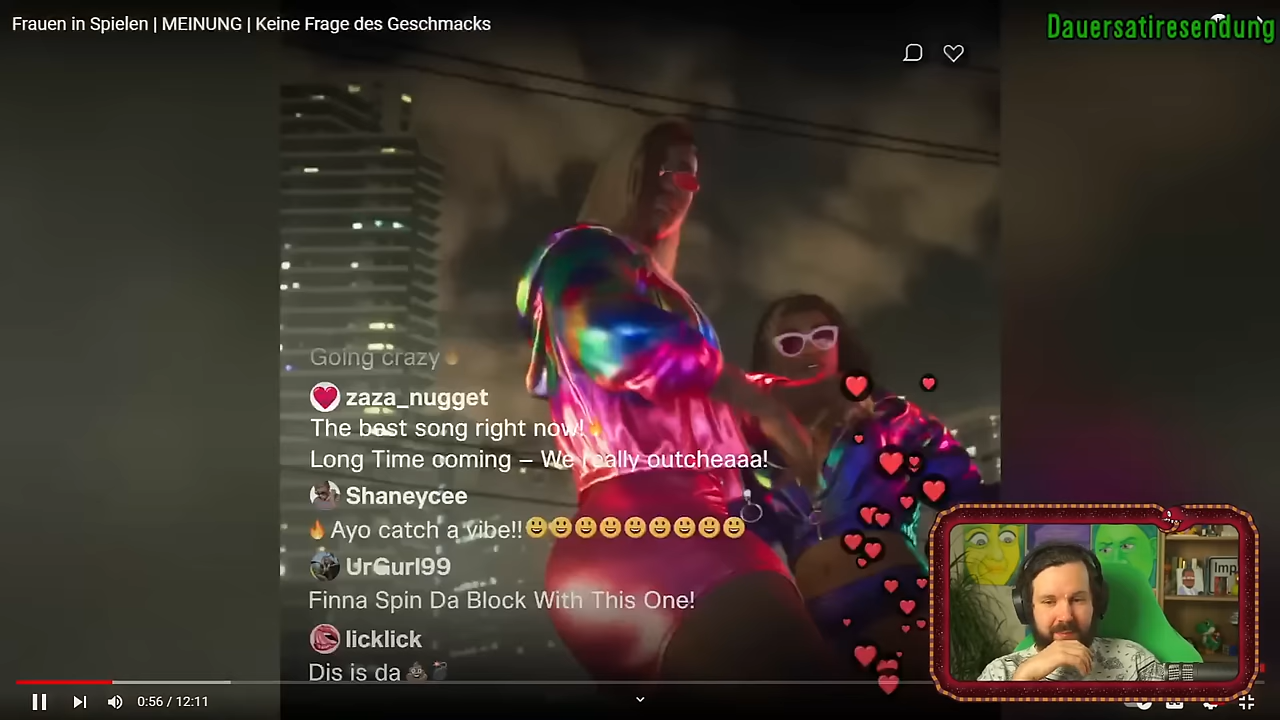 Frauen in Spielen | MEINUNG | Keine Frage des Geschmacks
Dauersatiresendung
Going crazy
zaza_nugget
The best song right now!
Long Time coming – We really outcheaaa!
Shaneycee
Ayo catch a vibe!!
UrGurl99
Finna Spin Da Block With This One!
licklick
Dis is da
0:56 / 12:11